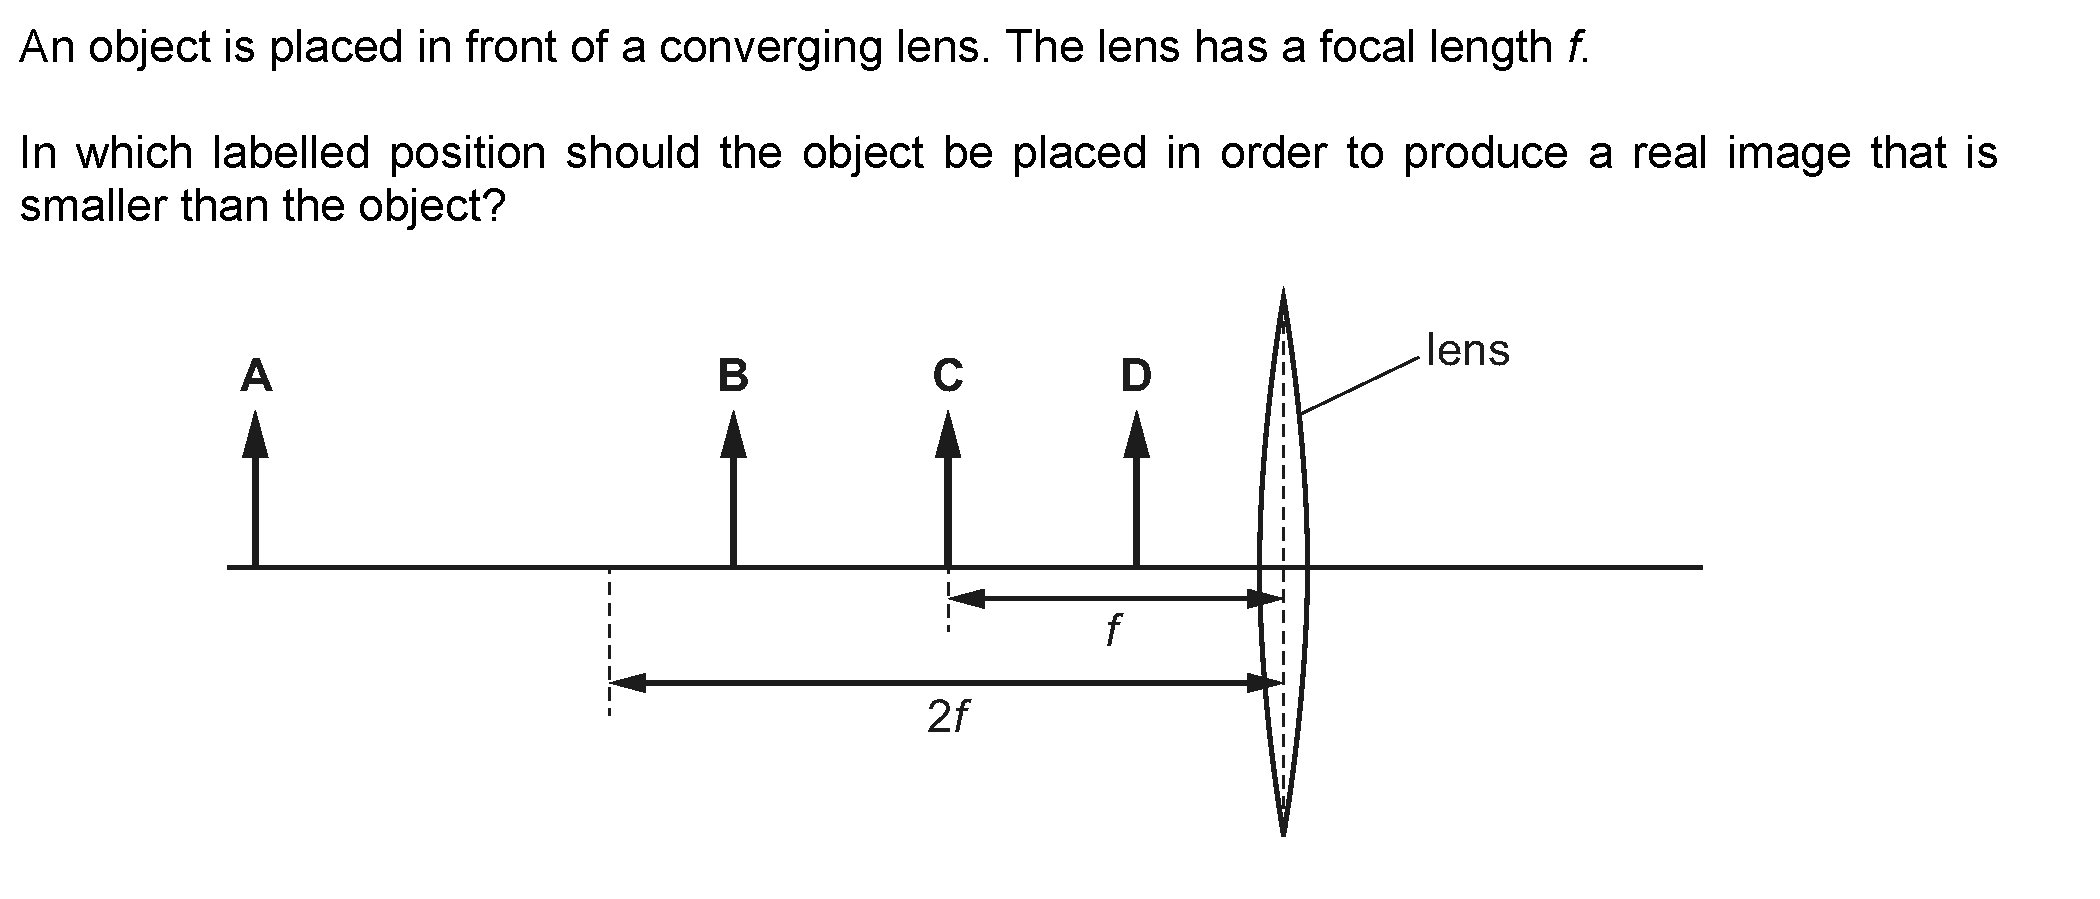 An object is placed in front of a converging lens. The lens has a focal length f.
In which labelled position should the object be placed in order to produce a real image that is
smaller than the object?
lens
A B C D
f
2f